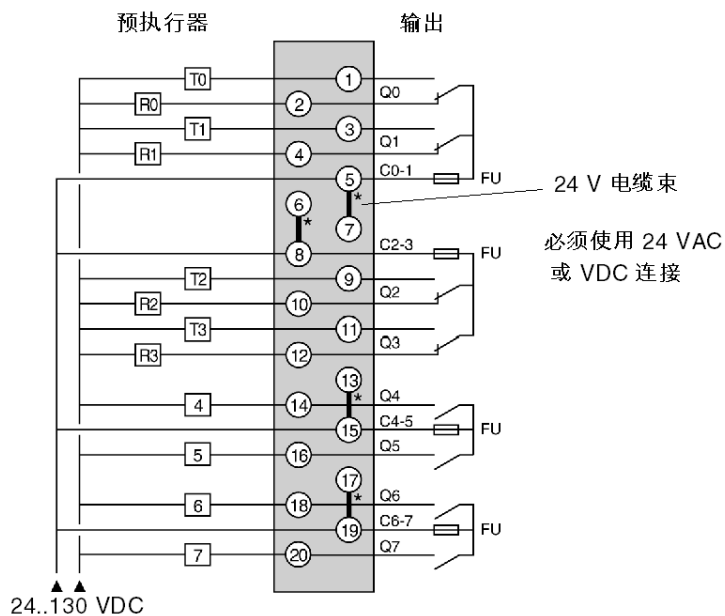 预执行器 输出
T0 1
R0 2 Q0
T1 3
R1 4 Q1
5 C0-1 FU
6 * * 24 V 电缆束
7
8 C2-3 FU 必须使用 24 VAC
T2 9 或 VDC 连接
R2 10 Q2
T3 11
R3 12 Q3
13
4 14 * Q4
15 C4-5 FU
5 16 Q5
17
6 18 * Q6
19 C6-7 FU
7 20 Q7
24..130 VDC